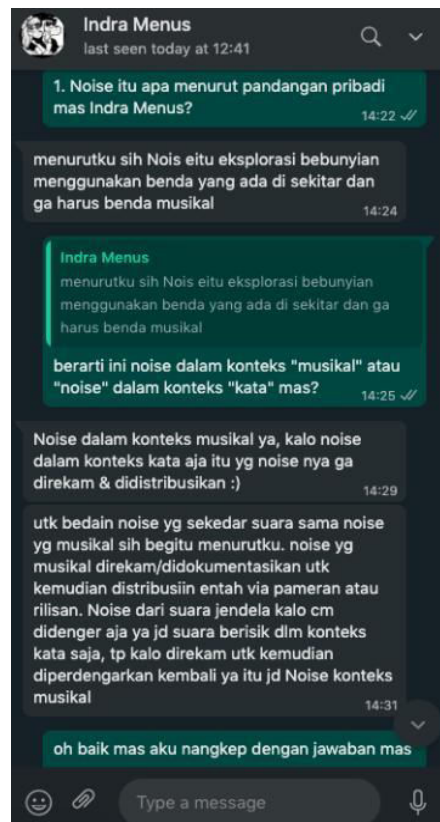 Indra Menus
last seen today at 12:41
1. Noise itu apa menurut pandangan pribadi
mas Indra Menus?
14:22
menurutku sih Nois eitu eksplorasi bebunyian
menggunakan benda yang ada di sekitar dan
ga harus benda musikal
14:24
Indra Menus
menurutku sih Nois eitu eksplorasi bebunyian
menggunakan benda yang ada di sekitar dan ga
harus benda musikal
berarti ini noise dalam konteks "musikal" atau
"noise" dalam konteks "kata" mas?
14:25
Noise dalam konteks musikal ya, kalo noise
dalam konteks kata aja itu yg noise nya ga
direkam & didistribusikan :)
14:29
utk bedain noise yg sekedar suara sama noise
yg musikal sih begitu menurutku. noise yg
musikal direkam/didokumentasikan utk
kemudian distribusiin entah via pameran atau
rilisan. Noise dari suara jendela kalo cm
didenger aja ya jd suara berisik dlm konteks
kata saja, tp kalo direkam utk kemudian
diperdengarkan kembali ya itu jd Noise konteks
musikal
14:31
oh baik mas aku nangkep dengan jawaban mas
Type a message